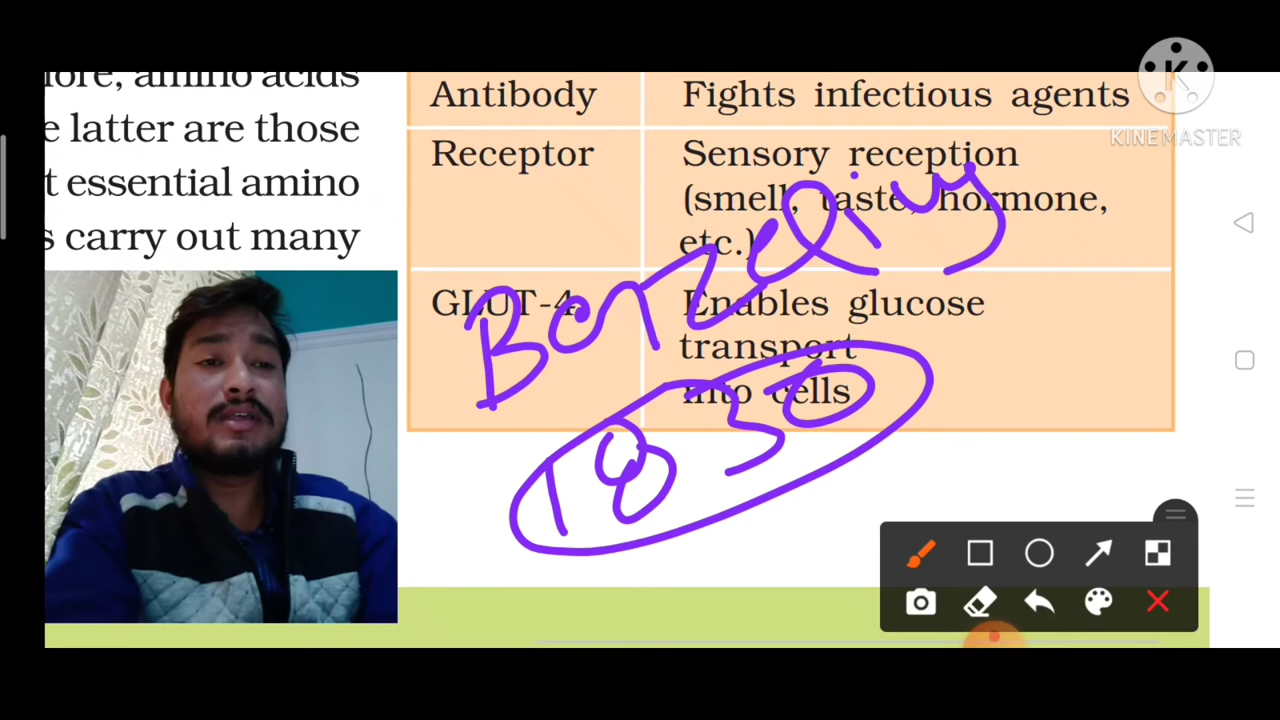 ore, amino acids
e latter are those
t essential amino
s carry out many
Antibody Fights infectious agents
Receptor Sensory reception
(smell, taste, hormone,
etc.)
GLUT-4 Enables glucose
transport
into cells
Berzelius
1830
K
KINEMASTER